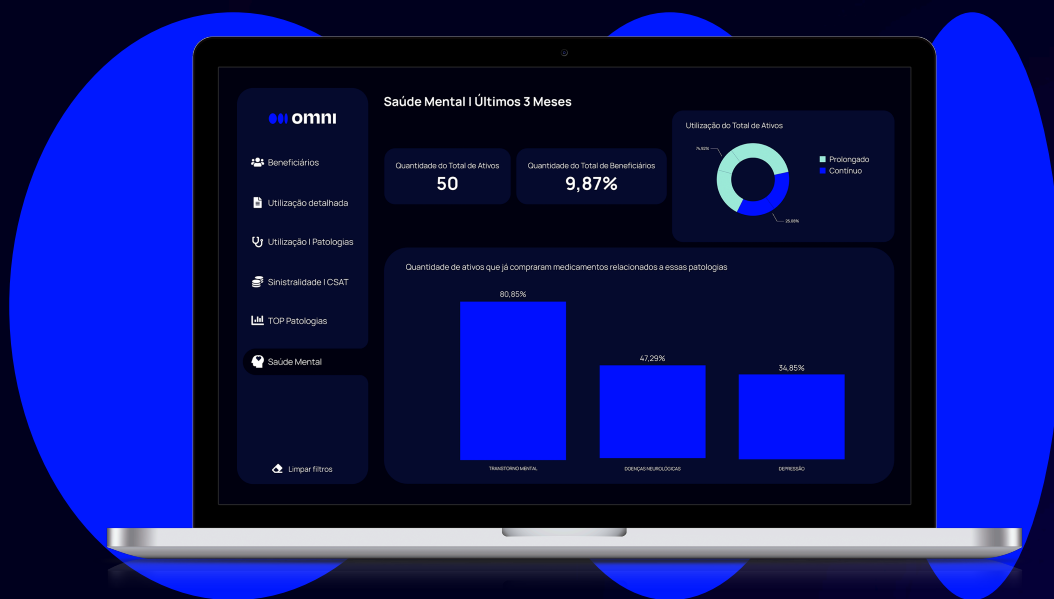 omni
Beneficiários
Utilização detalhada
Utilização | Patologias
Sinistralidade | CSAT
TOP Patologias
Saúde Mental
Limpar filtros
Saúde Mental | Últimos 3 Meses
Quantidade do Total de Ativos
50
Quantidade do Total de Beneficiários
9,87%
Utilização do Total de Ativos
Prolongado
Contínuo
Quantidade de ativos que já compraram medicamentos relacionados a essas patologias
80,85%
47,29%
34,85%
TRANSTORNO MENTAL
DOENÇAS NEUROLÓGICAS
DEPRESSÃO